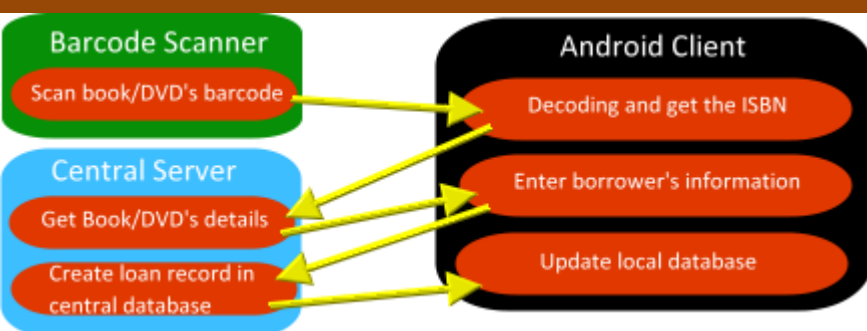 Barcode Scanner
Scan book/DVD's barcode
Central Server
Get Book/DVD's details
Create loan record in
central database
Android Client
Decoding and get the ISBN
Enter borrower's information
Update local database